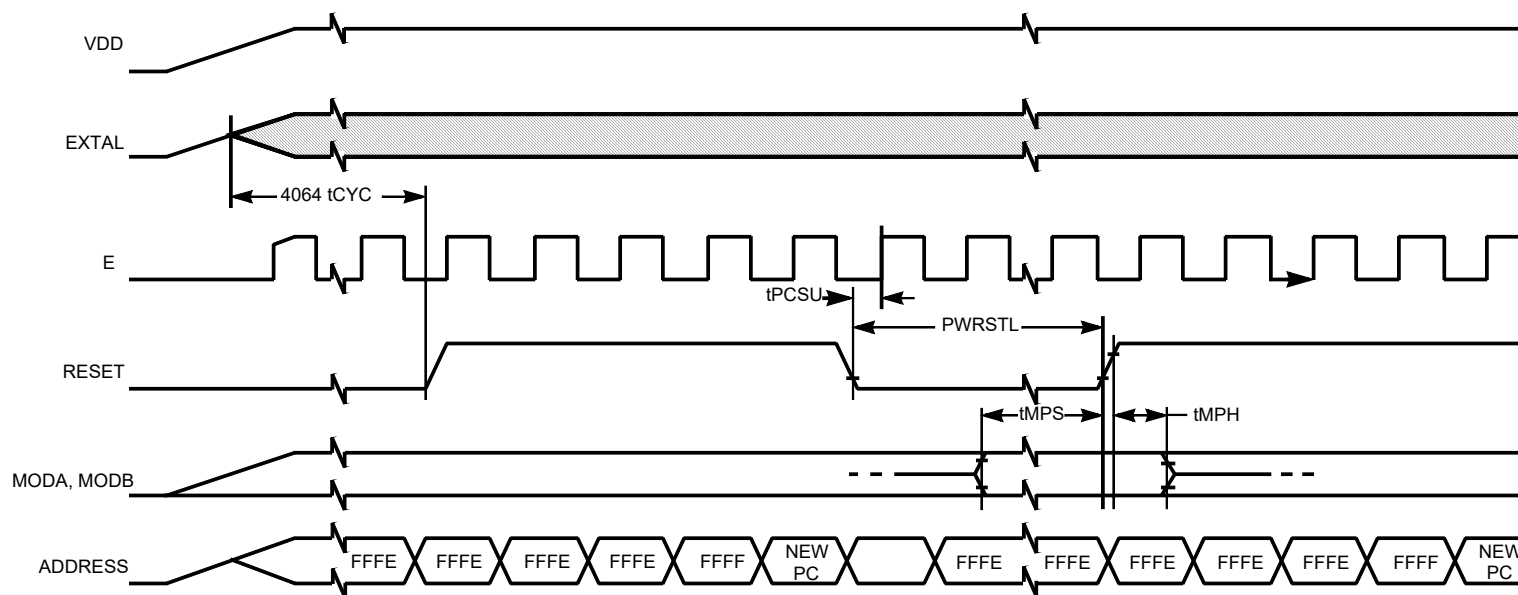 VDD
EXTAL
4064 tCYC
E
tPCSU
PWRSTL
RESET
tMPS
tMPH
MODA, MODB
ADDRESS
FFFE
FFFE
FFFE
FFFE
FFFF
NEW
PC
FFFE
FFFE
FFFE
FFFE
FFFE
FFFF
NEW
PC